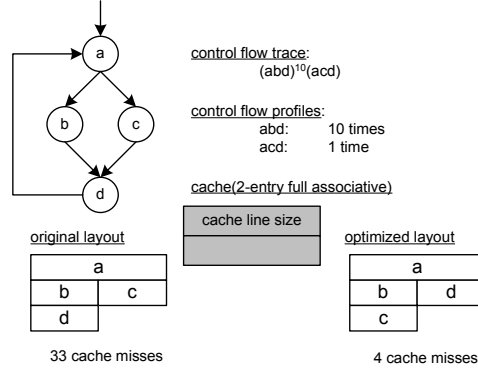 a
b
c
d
control flow trace:
(abd)10(acd)
control flow profiles:
abd: 10 times
acd: 1 time
cache(2-entry full associative)
cache line size
original layout
a
b c
d
33 cache misses
optimized layout
a
b d
c
4 cache misses